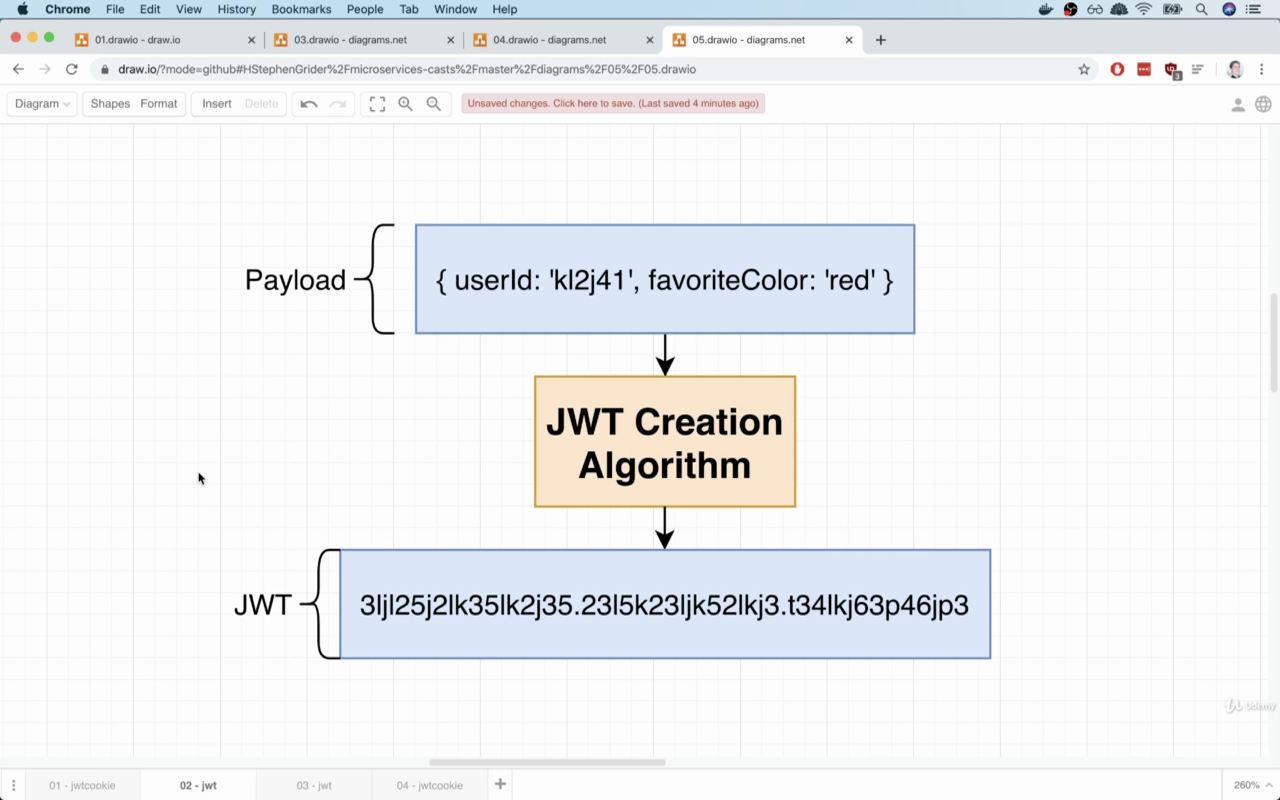 Chrome File Edit View History Bookmarks People Tab Window Help
01.drawio - draw.io
03.drawio - diagrams.net
04.drawio - diagrams.net
05.drawio - diagrams.net
draw.io/?mode=github#HStephenGrider%2Fmicroservices-casts%2Fmaster%2Fdiagrams%2F05%2F05.drawio
3
Diagram Shapes Format Insert Delete Unsaved changes. Click here to save. (Last saved 4 minutes ago)
Payload
{ userId: 'kl2j41', favoriteColor: 'red' }
JWT Creation
Algorithm
JWT
3ljl25j2lk35lk2j35.23l5k23ljk52lkj3.t34lkj63p46jp3
Udemy
01 - jwtcookie
02 - jwt
03 - jwt
04 - jwtcookie
260%